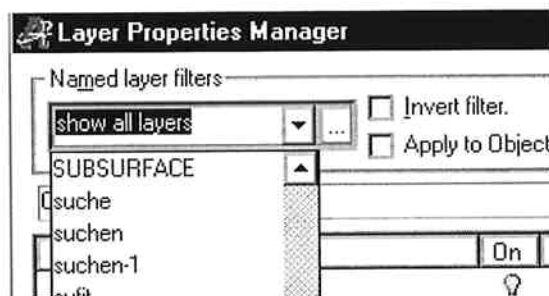 Layer Properties Manager
Named layer filters
show all layers
...
Invert filter.
Apply to Object
SUBSURFACE
suche
suchen
On
suchen-1